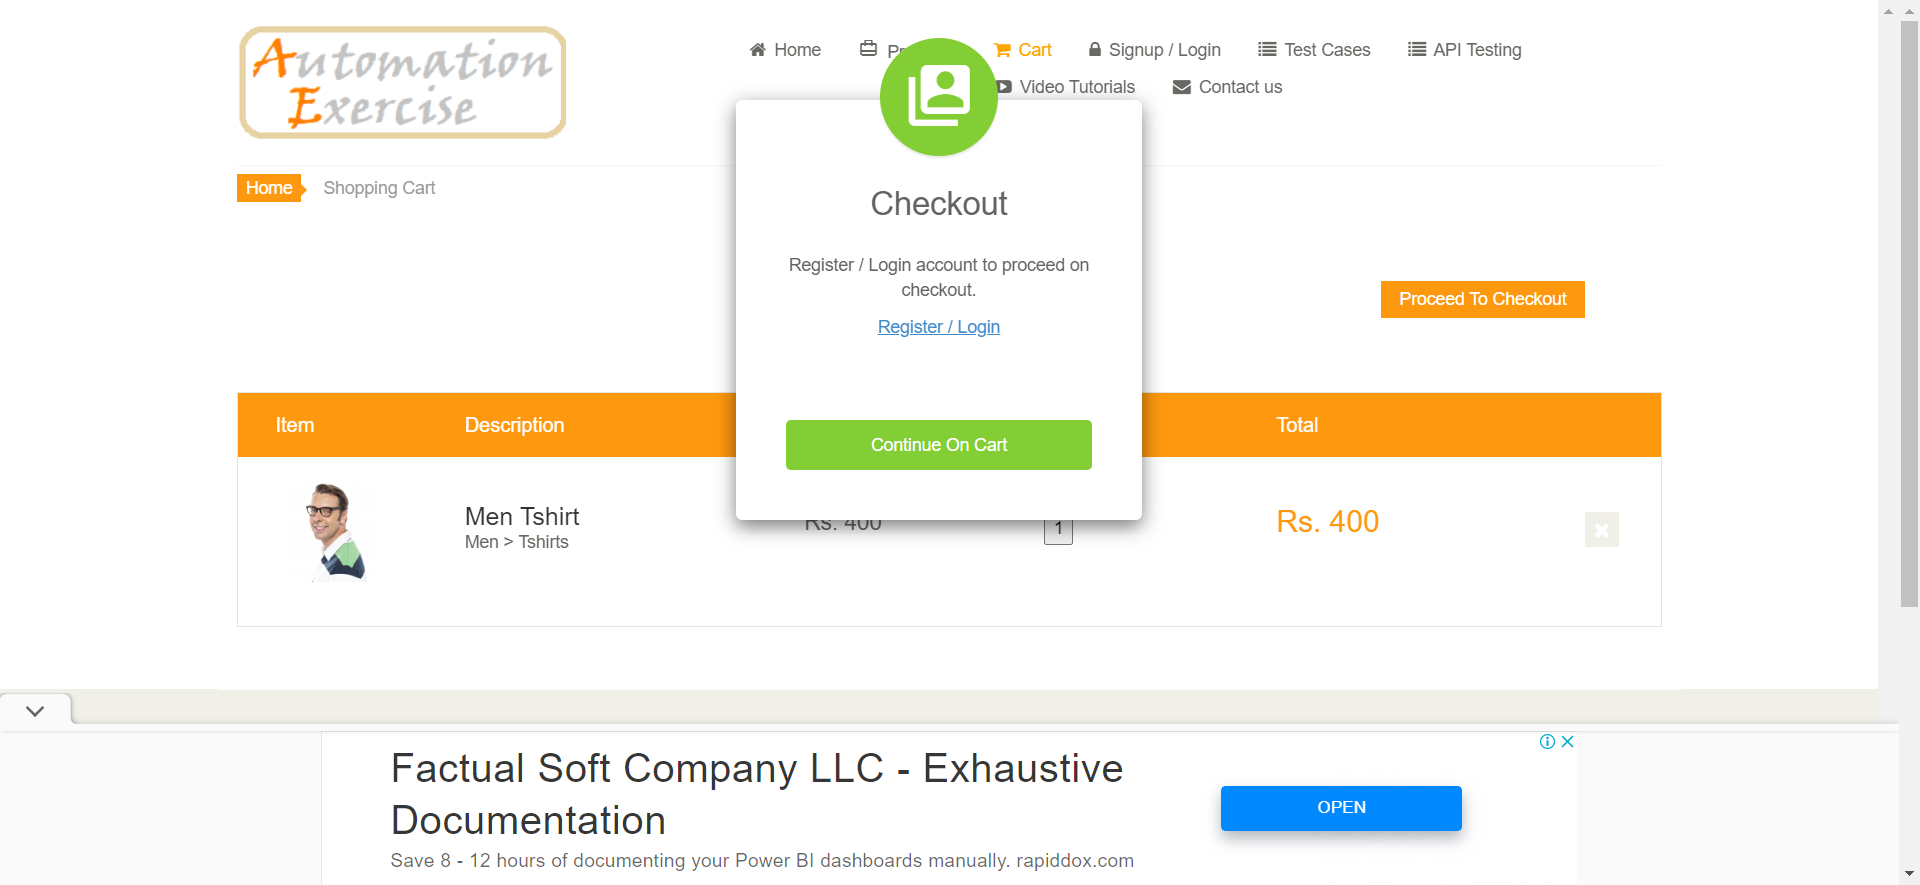 Automation
Exercise
Home
Cart
Signup / Login
Test Cases
API Testing
Video Tutorials
Contact us
Home
Shopping Cart
Checkout
Register / Login account to proceed on
checkout.
Register / Login
Continue On Cart
Proceed To Checkout
Item
Description
Total
Men Tshirt
Men > Tshirts
Rs. 400
1
Rs. 400
Factual Soft Company LLC - Exhaustive
Documentation
Save 8 - 12 hours of documenting your Power BI dashboards manually. rapiddox.com
OPEN